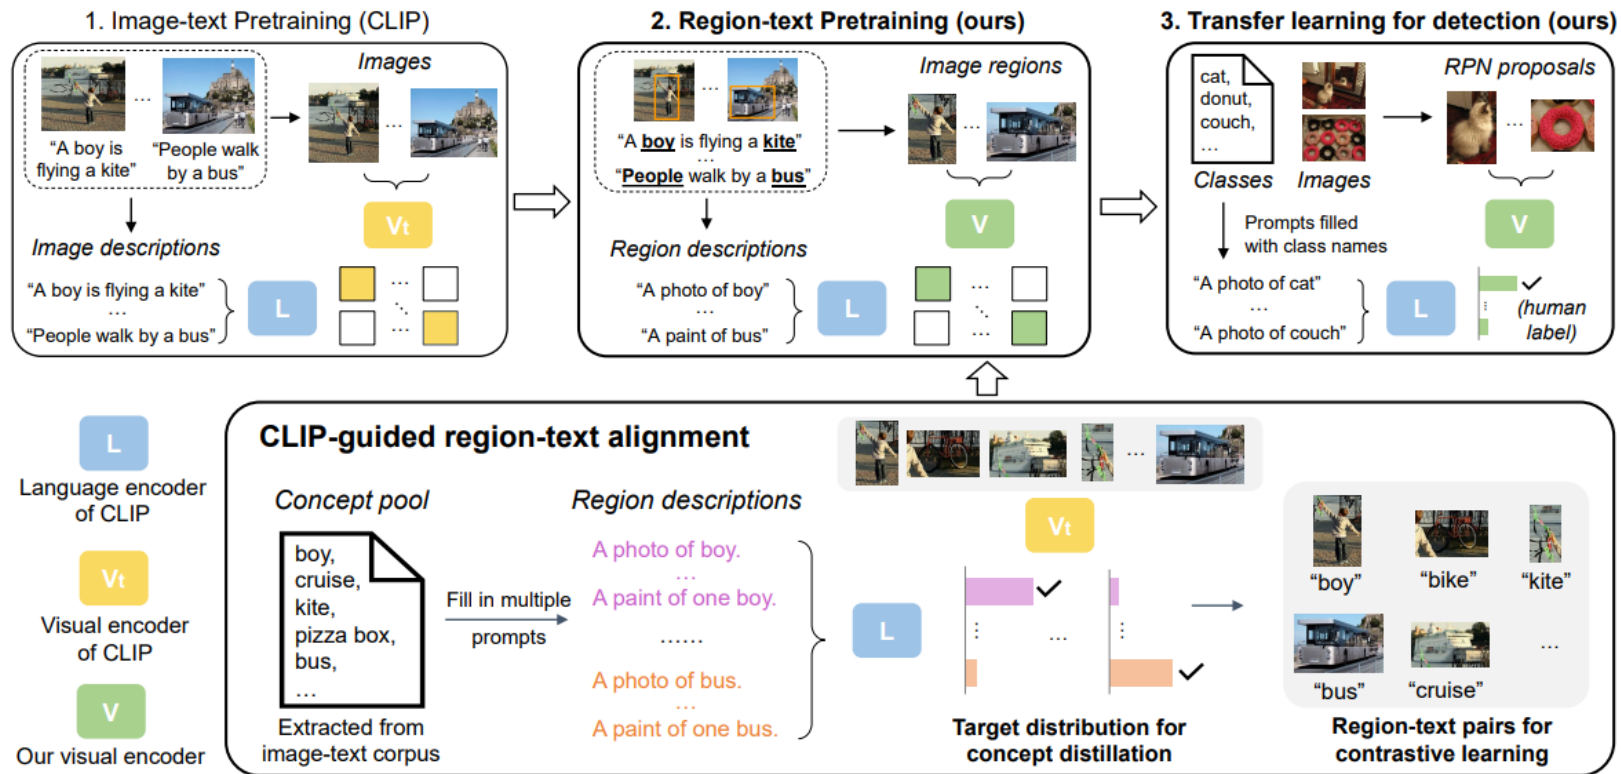 1. Image-text Pretraining (CLIP)
Images
...
...
“A boy is
flying a kite”
“People walk
by a bus”
Vt
Image descriptions
“A boy is flying a kite”
...
“People walk by a bus”
L
...
...
2. Region-text Pretraining (ours)
Image regions
...
...
“A boy is flying a kite”
...
“People walk by a bus”
V
Region descriptions
“A photo of boy”
...
“A paint of bus”
L
...
...
3. Transfer learning for detection (ours)
cat,
donut,
couch,
...
RPN proposals
...
Classes
Images
Prompts filled
with class names
V
“A photo of cat”
...
“A photo of couch”
L
(human
label)
L
Language encoder
of CLIP
Vt
Visual encoder
of CLIP
V
Our visual encoder
CLIP-guided region-text alignment
Concept pool
boy,
cruise,
kite,
pizza box,
bus,
...
Extracted from
image-text corpus
Fill in multiple
prompts
Region descriptions
A photo of boy.
...
A paint of one boy.
......
A photo of bus.
...
A paint of one bus.
L
...
Vt
...
Target distribution for
concept distillation
“boy”
“bike”
“kite”
“bus”
“cruise”
...
Region-text pairs for
contrastive learning